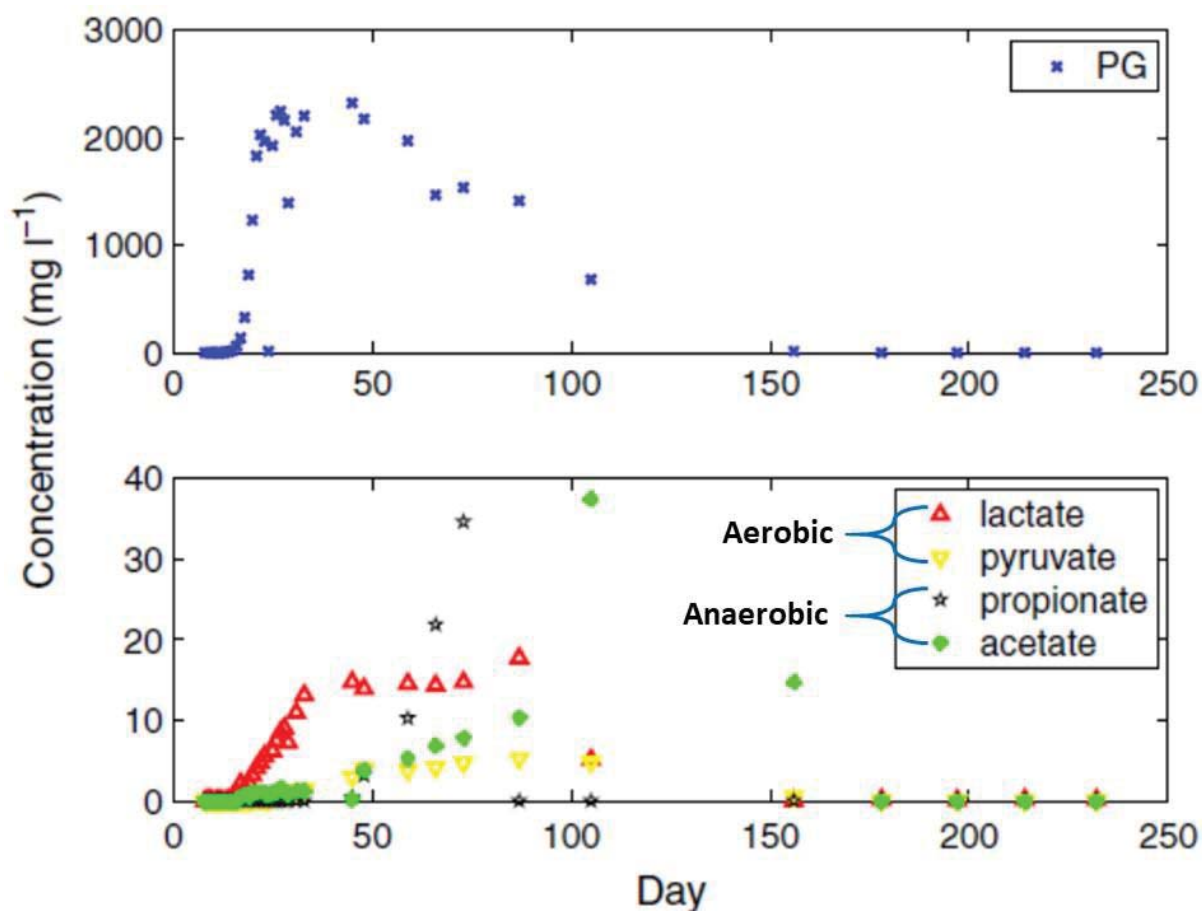 3000
PG
2000
1000
0
0 50 100 150 200 250
Concentration (mg l⁻¹)
40
30
20
10
0
Aerobic
lactate
pyruvate
Anaerobic
propionate
acetate
0 50 100 150 200 250
Day